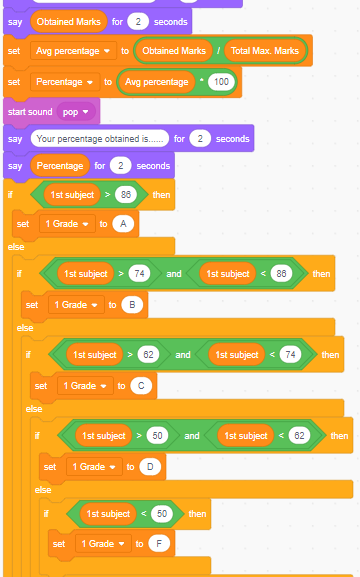 say Obtained Marks for 2 seconds
set Avg percentage to Obtained Marks / Total Max. Marks
set Percentage to Avg percentage * 100
start sound pop
say Your percentage obtained is...... for 2 seconds
say Percentage for 2 seconds
if 1st subject > 86 then
set 1 Grade to A
else
if 1st subject > 74 and 1st subject < 86 then
set 1 Grade to B
else
if 1st subject > 62 and 1st subject < 74 then
set 1 Grade to C
else
if 1st subject > 50 and 1st subject < 62 then
set 1 Grade to D
else
if 1st subject < 50 then
set 1 Grade to F